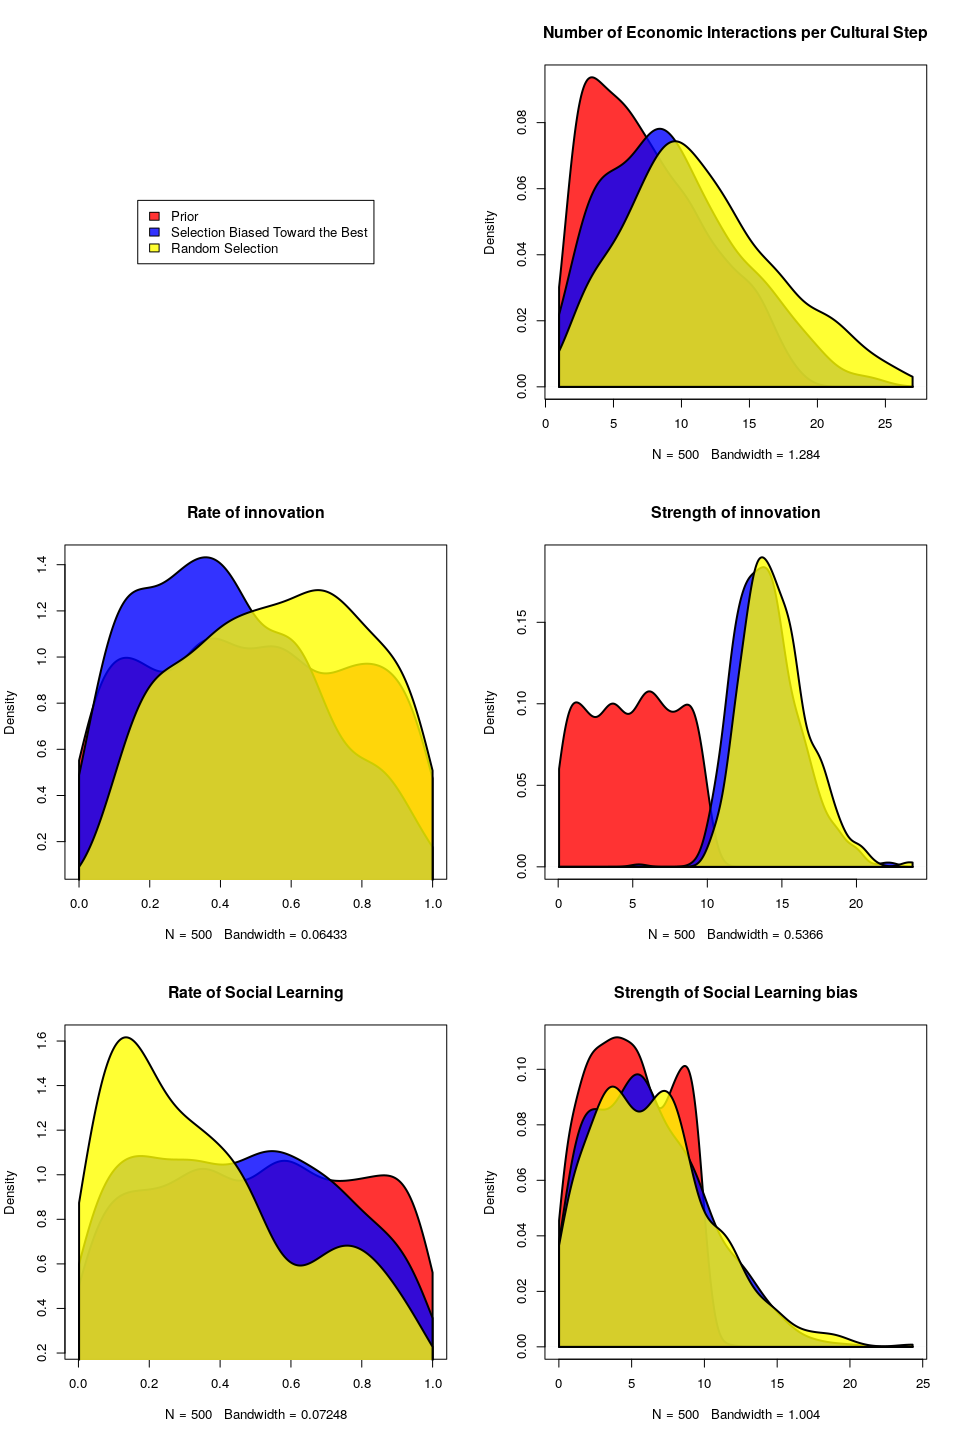 Number of Economic Interactions per Cultural Step
Prior
Selection Biased Toward the Best
Random Selection
Density
0.00 0.02 0.04 0.06 0.08
0 5 10 15 20 25
N = 500 Bandwidth = 1.284
Rate of innovation
Density
0.2 0.4 0.6 0.8 1.0 1.2 1.4
0.0 0.2 0.4 0.6 0.8 1.0
N = 500 Bandwidth = 0.06433
Strength of innovation
Density
0.00 0.05 0.10 0.15
0 5 10 15 20
N = 500 Bandwidth = 0.5366
Rate of Social Learning
Density
0.2 0.4 0.6 0.8 1.0 1.2 1.4 1.6
0.0 0.2 0.4 0.6 0.8 1.0
N = 500 Bandwidth = 0.07248
Strength of Social Learning bias
Density
0.00 0.02 0.04 0.06 0.08 0.10
0 5 10 15 20 25
N = 500 Bandwidth = 1.004